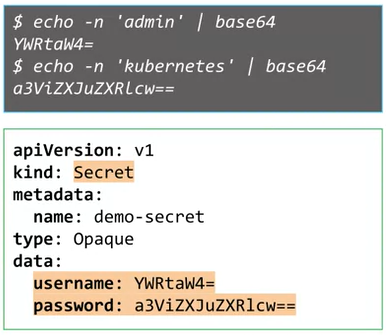 $ echo -n 'admin' | base64
YWRtaW4=
$ echo -n 'kubernetes' | base64
a3ViZXJuZXRlcw==
apiVersion: v1
kind: Secret
metadata:
  name: demo-secret
type: Opaque
data:
  username: YWRtaW4=
  password: a3ViZXJuZXRlcw==